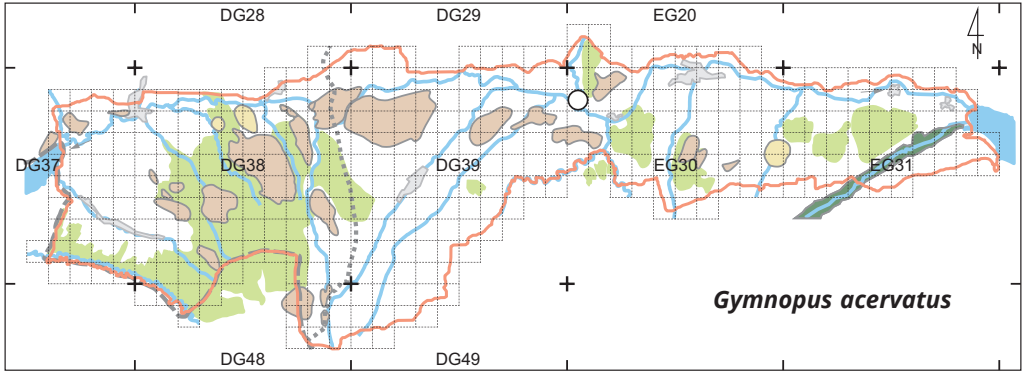 DG28 DG29 EG20
N
DG37 DG38 DG39 EG30 EG31
Gymnopus acervatus
DG48 DG49